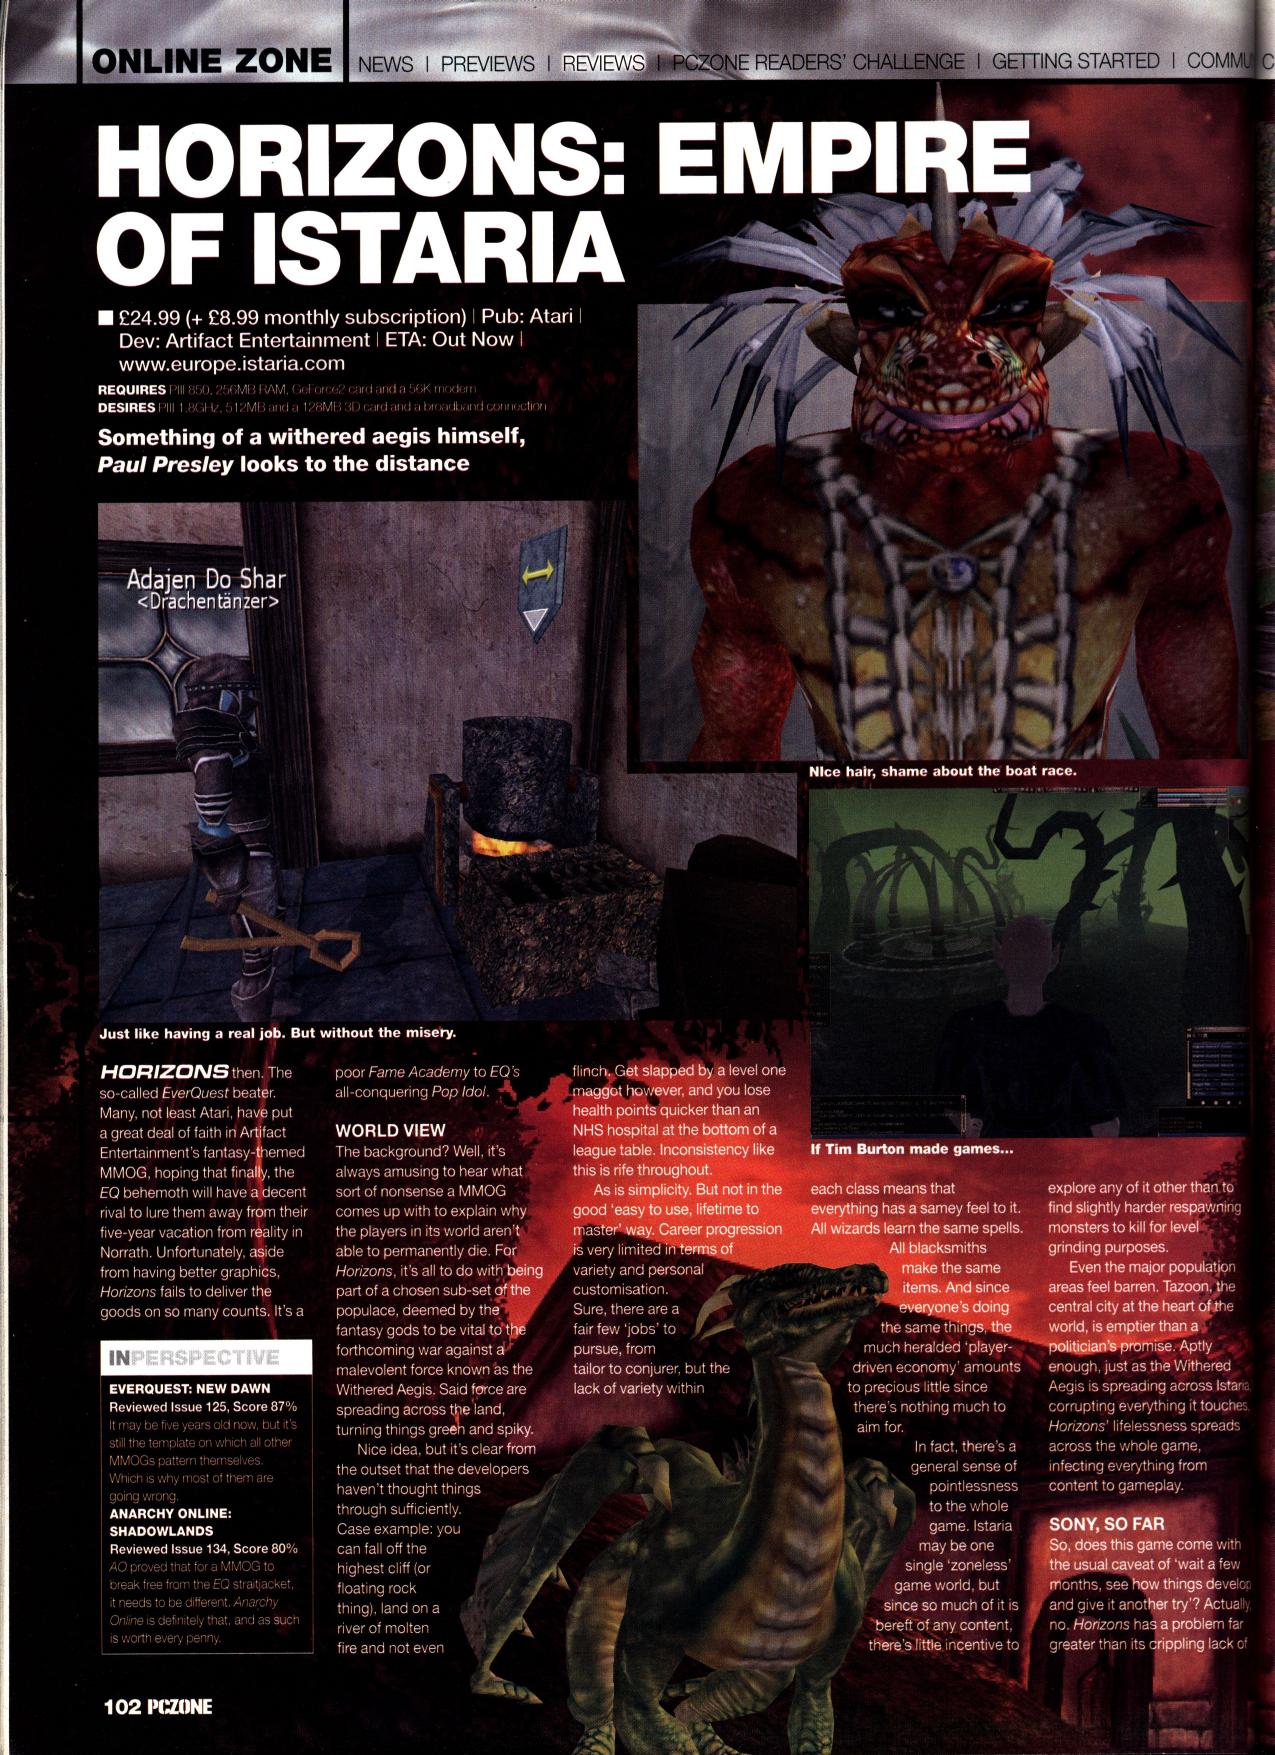 ONLINE ZONE
NEWS | PREVIEWS | REVIEWS | PCZONE READERS' CHALLENGE | GETTING STARTED | COMMU
HORIZONS: EMPIRE
OF ISTARIA
■ £24.99 (+ £8.99 monthly subscription) | Pub: Atari |
Dev: Artifact Entertainment | ETA: Out Now |
www.europe.istaria.com
REQUIRES PIII 850, 256MB RAM, GeForce2 card and a 56K modem
DESIRES PIII 1.8GHz, 512MB and a 128MB 3D card and a broadband connection
Something of a withered aegis himself,
Paul Presley looks to the distance
Adajen Do Shar
<Drachentänzer>
NIce hair, shame about the boat race.
Just like having a real job. But without the misery.
If Tim Burton made games...
HORIZONS then. The
so-called EverQuest beater.
Many, not least Atari, have put
a great deal of faith in Artifact
Entertainment's fantasy-themed
MMOG, hoping that finally, the
EQ behemoth will have a decent
rival to lure them away from their
five-year vacation from reality in
Norrath. Unfortunately, aside
from having better graphics,
Horizons fails to deliver the
goods on so many counts. It's a
INPERSPECTIVE
EVERQUEST: NEW DAWN
Reviewed Issue 125, Score 87%
It may be five years old now, but it's
still the template on which all other
MMOGs pattern themselves.
Which is why most of them are
going wrong.
ANARCHY ONLINE:
SHADOWLANDS
Reviewed Issue 134, Score 80%
AO proved that for a MMOG to
break free from the EQ straitjacket,
it needs to be different. Anarchy
Online is definitely that, and as such
is worth every penny.
poor Fame Academy to EQ's
all-conquering Pop Idol.
WORLD VIEW
The background? Well, it's
always amusing to hear what
sort of nonsense a MMOG
comes up with to explain why
the players in its world aren't
able to permanently die. For
Horizons, it's all to do with being
part of a chosen sub-set of the
populace, deemed by the
fantasy gods to be vital to the
forthcoming war against a
malevolent force known as the
Withered Aegis. Said force are
spreading across the land,
turning things green and spiky.
Nice idea, but it's clear from
the outset that the developers
haven't thought things
through sufficiently.
Case example: you
can fall off the
highest cliff (or
floating rock
thing), land on a
river of molten
fire and not even
flinch. Get slapped by a level one
maggot however, and you lose
health points quicker than an
NHS hospital at the bottom of a
league table. Inconsistency like
this is rife throughout.
As is simplicity. But not in the
good 'easy to use, lifetime to
master' way. Career progression
is very limited in terms of
variety and personal
customisation.
Sure, there are a
fair few 'jobs' to
pursue, from
tailor to conjurer, but the
lack of variety within
each class means that
everything has a samey feel to it.
All wizards learn the same spells.
All blacksmiths
make the same
items. And since
everyone's doing
the same things, the
much heralded 'player-
driven economy' amounts
to precious little since
there's nothing much to
aim for.
In fact, there's a
general sense of
pointlessness
to the whole
game. Istaria
may be one
single 'zoneless'
game world, but
since so much of it is
bereft of any content,
there's little incentive to
explore any of it other than to
find slightly harder respawning
monsters to kill for level
grinding purposes.
Even the major population
areas feel barren. Tazoon, the
central city at the heart of the
world, is emptier than a
politician's promise. Aptly
enough, just as the Withered
Aegis is spreading across Istaria,
corrupting everything it touches,
Horizons' lifelessness spreads
across the whole game,
infecting everything from
content to gameplay.
SONY, SO FAR
So, does this game come with
the usual caveat of 'wait a few
months, see how things develop
and give it another try'? Actually,
no. Horizons has a problem far
greater than its crippling lack of
102 PCZONE